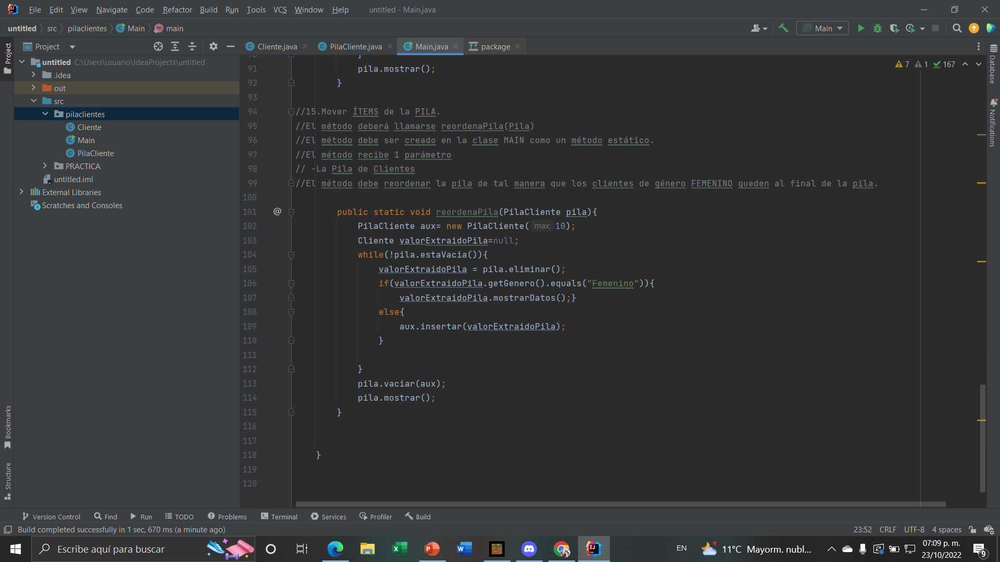 File Edit View Navigate Code Refactor Build Run Tools VCS Window Help untitled - Main.java
untitled src pilaclientes Main main Main
Project
Project
Cliente.java PilaCliente.java Main.java package
untitled C:\Users\usuario\IdeaProjects\untitled
.idea
out
src
pilaclientes
Cliente
Main
PilaCliente
PRACTICA
untitled.iml
External Libraries
Scratches and Consoles
7 1 167
90 }
91 pila.mostrar();
92 }
93
94 //15.Mover ÍTEMS de la PILA.
95 //El método deberá llamarse reordenaPila(Pila)
96 //El método debe ser creado en la clase MAIN como un método estático.
97 //El método recibe 1 parámetro
98 // -La Pila de Clientes
99 //El método debe reordenar la pila de tal manera que los clientes de género FEMENINO queden al final de la pila.
100
101 @ public static void reordenaPila(PilaCliente pila){
102 PilaCliente aux= new PilaCliente( max: 10);
103 Cliente valorExtraidoPila=null;
104 while(!pila.estaVacia()){
105 valorExtraidoPila = pila.eliminar();
106 if(valorExtraidoPila.getGenero().equals("Femenino")){
107 valorExtraidoPila.mostrarDatos();}
108 else{
109 aux.insertar(valorExtraidoPila);
110 }
111
112 }
113 pila.vaciar(aux);
114 pila.mostrar();
115 }
116
117
118 }
119
120
Database
Notifications
Bookmarks
Structure
Version Control Find Run TODO Problems Terminal Services Profiler Build
Build completed successfully in 1 sec, 670 ms (a minute ago) 23:52 CRLF UTF-8 4 spaces
Escribe aquí para buscar
EN 11°C Mayorm. nubl...
07:09 p. m.
23/10/2022
9